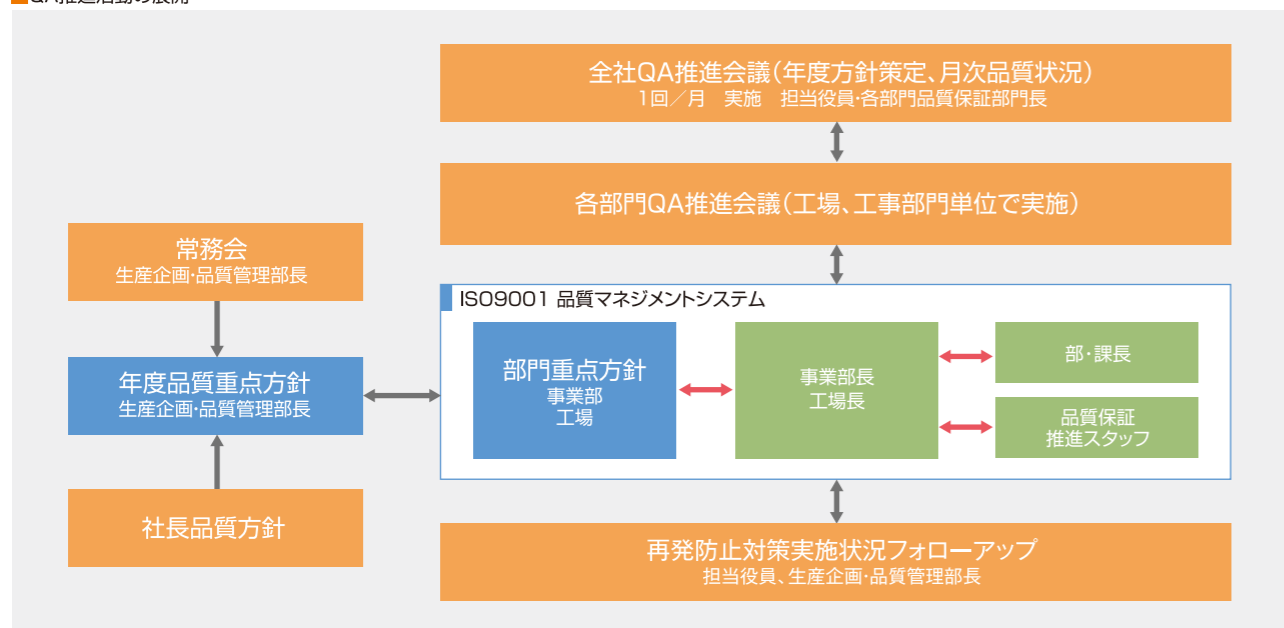 QA推進活動の展開
全社QA推進会議(年度方針策定、月次品質状況)
1回/月 実施 担当役員・各部門品質保証部門長
各部門QA推進会議(工場、工事部門単位で実施)
常務会
生産企画・品質管理部長
年度品質重点方針
生産企画・品質管理部長
社長品質方針
ISO9001 品質マネジメントシステム
部門重点方針
事業部
工場
事業部長
工場長
部・課長
品質保証
推進スタッフ
再発防止対策実施状況フォローアップ
担当役員、生産企画・品質管理部長